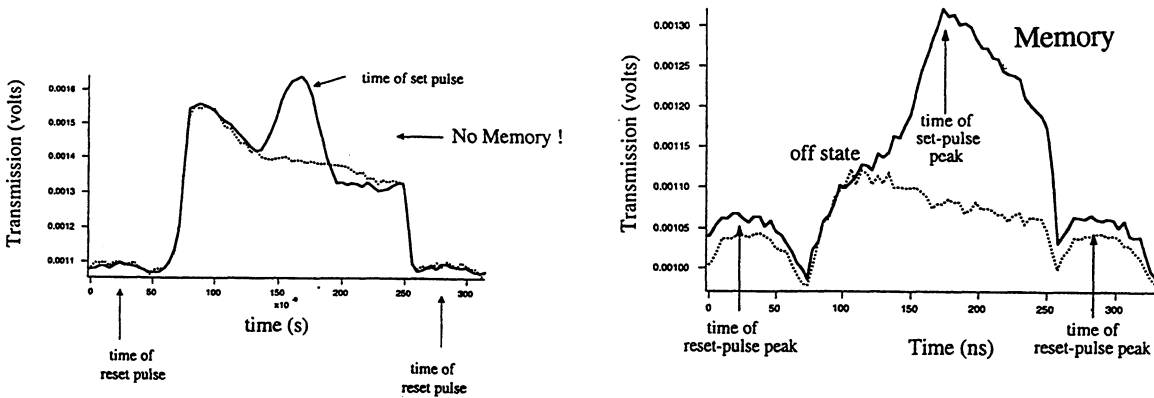 Transmission (volts)
0.0016
0.0015
0.0014
0.0013
0.0011
0.0011
0
50
100
150
200
250
300
time (s)
time of set pulse
No Memory !
time of
reset pulse
time of
reset pulse
Transmission (volts)
0.00130
0.00125
0.00120
0.00115
0.00110
0.00105
0.00100
0
50
100
150
200
250
300
Time (ns)
Memory
off state
time of
set-pulse
peak
time of
reset-pulse peak
time of
reset-pulse peak